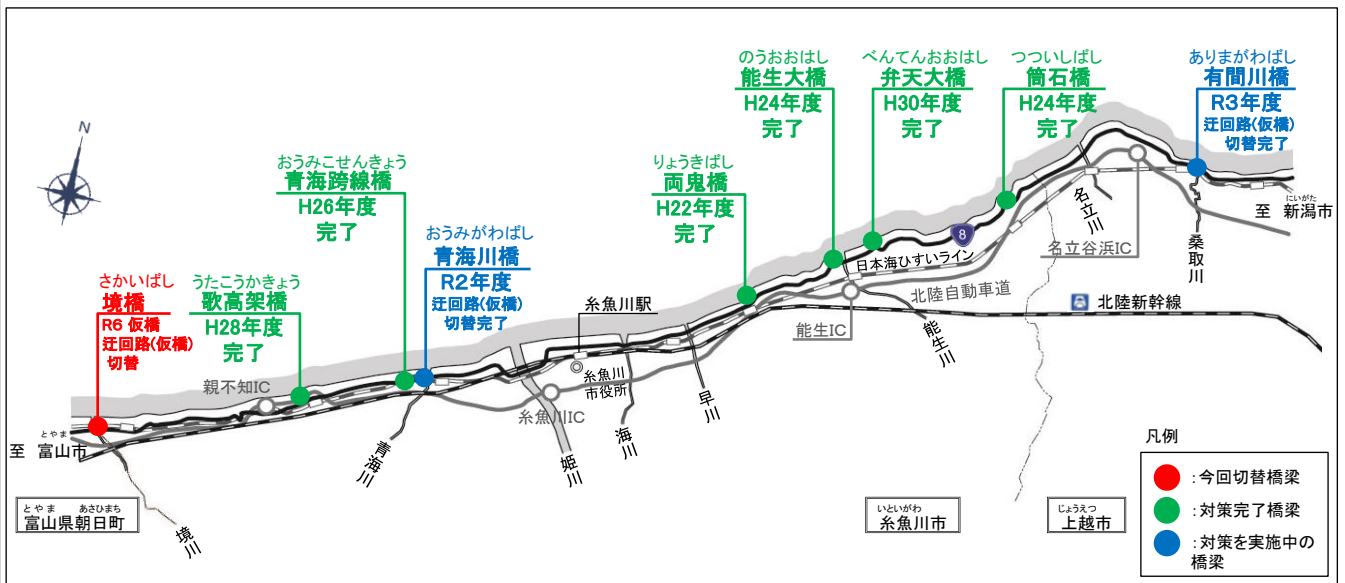 N
さかいばし
境橋
R6 仮橋
迂回路(仮橋)
切替
うたこうかきょう
歌高架橋
H28年度
完了
おうみこせんきょう
青海跨線橋
H26年度
完了
おうみがわばし
青海川橋
R2年度
迂回路(仮橋)
切替完了
りょうきばし
両鬼橋
H22年度
完了
のうおおはし
能生大橋
H24年度
完了
べんてんおおはし
弁天大橋
H30年度
完了
つついしばし
筒石橋
H24年度
完了
ありまがわばし
有間川橋
R3年度
迂回路(仮橋)
切替完了
至 新潟市
にいがた
名立川
名立谷浜IC
桑取川
8
日本海ひすいライン
北陸自動車道
北陸新幹線
能生IC
能生川
糸魚川駅
糸魚川
市役所
早川
海川
糸魚川IC
姫川
青海川
親不知IC
とやま
至 富山市
境川
とやま あさひまち
富山県朝日町
いといがわ
糸魚川市
じょうえつ
上越市
凡例
:今回切替橋梁
:対策完了橋梁
:対策を実施中の
橋梁